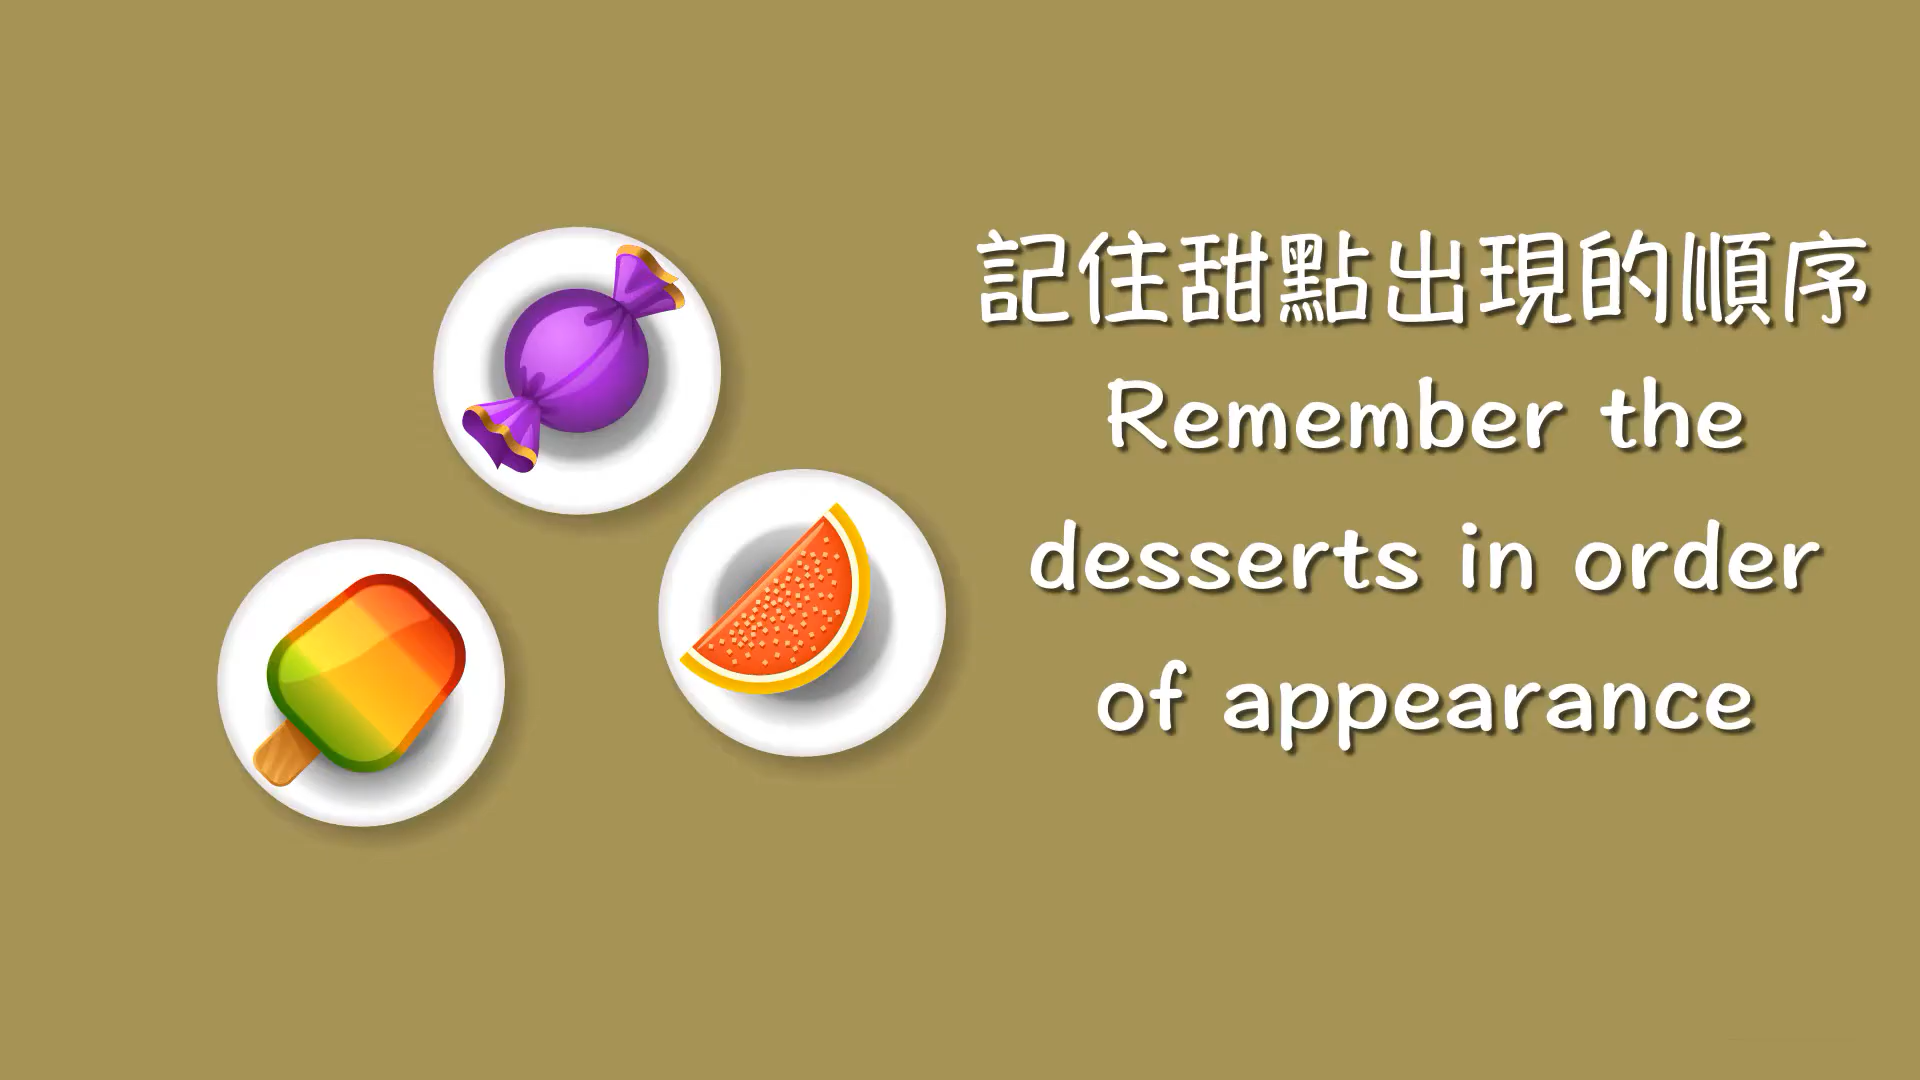 記住甜點出現的順序
Remember the
desserts in order
of appearance